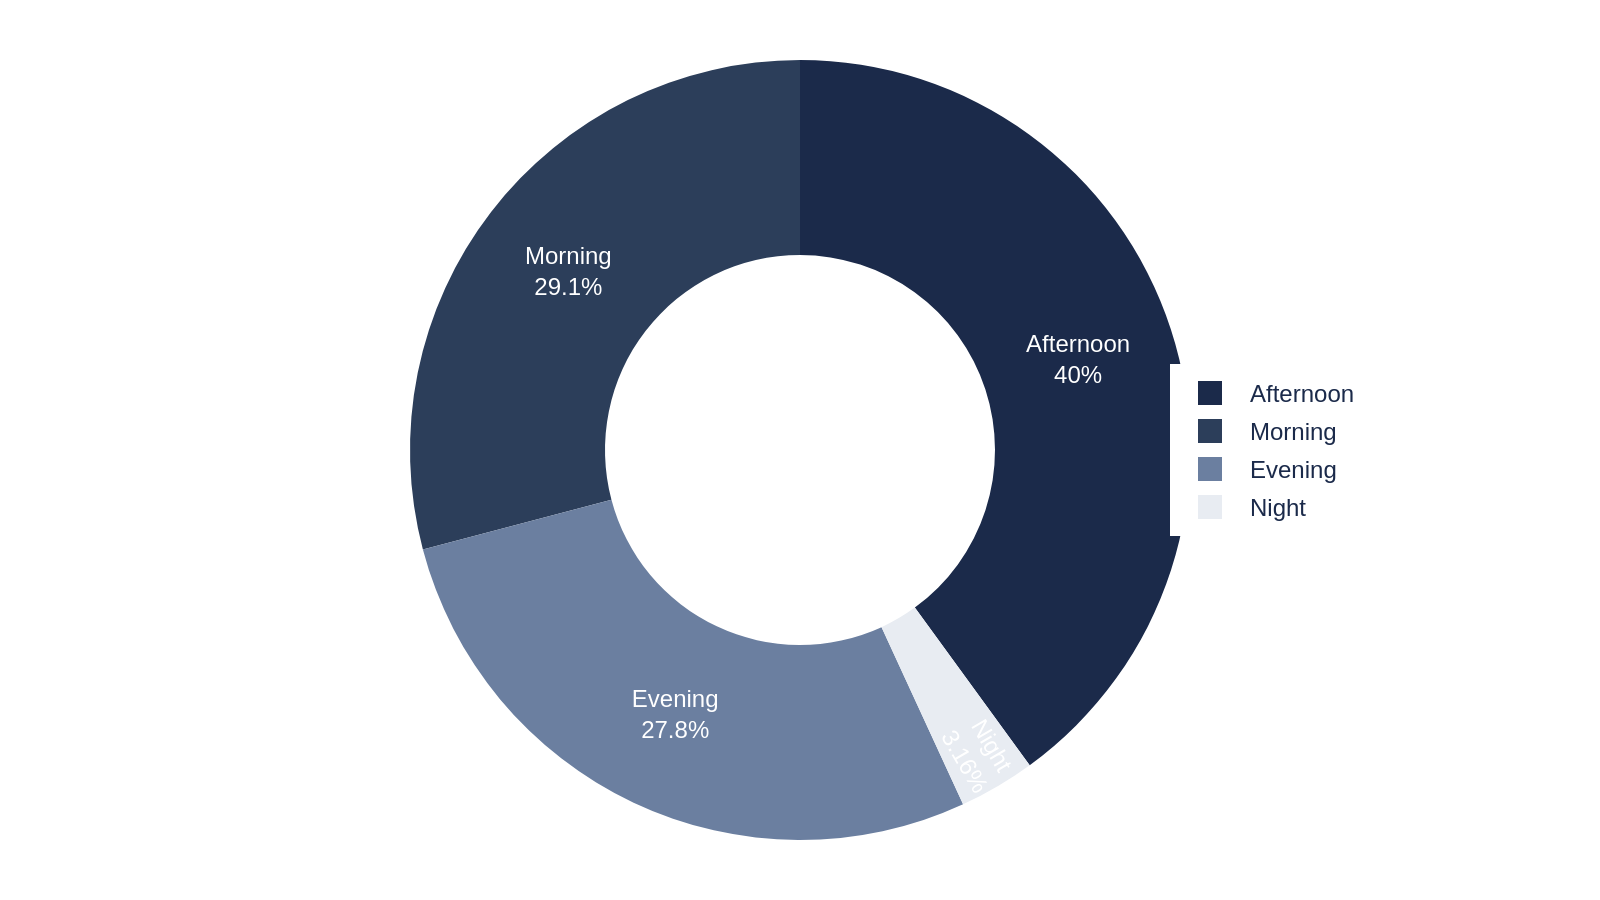 Morning
29.1%
Afternoon
40%
Evening
27.8%
Night
3.16%
Afternoon
Morning
Evening
Night